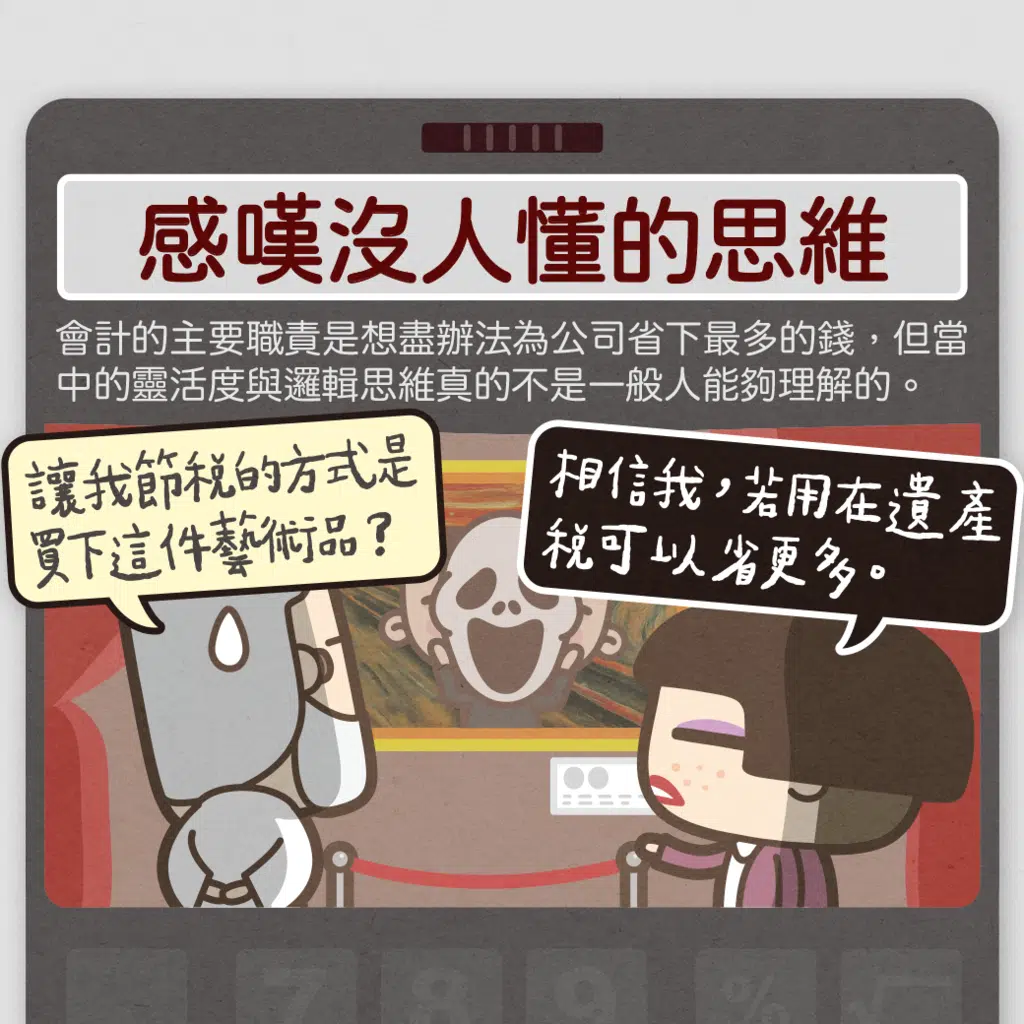 感嘆沒人懂的思維
會計的主要職責是想盡辦法為公司省下最多的錢，但當
中的靈活度與邏輯思維真的不是一般人能夠理解的。
讓我節稅的方式是
買下這件藝術品？
相信我，若用在遺產
稅可以省更多。
7 8 9 % √